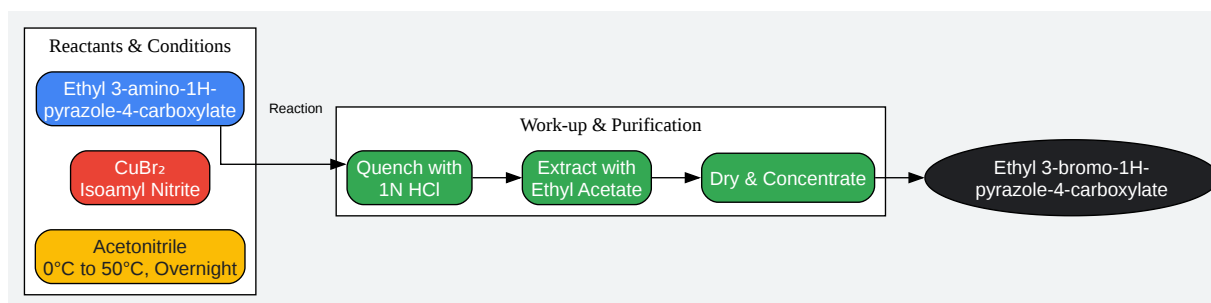 Reactants & Conditions
Ethyl 3-amino-1H-
pyrazole-4-carboxylate
CuBr₂
Isoamyl Nitrite
Acetonitrile
0°C to 50°C, Overnight
Reaction
Work-up & Purification
Quench with
1N HCl
Extract with
Ethyl Acetate
Dry & Concentrate
Ethyl 3-bromo-1H-
pyrazole-4-carboxylate